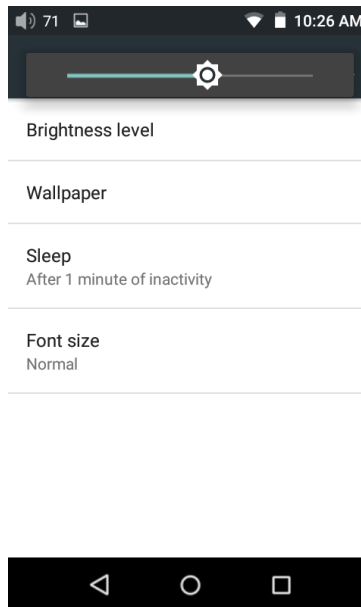 71 10:26 AM
Brightness level
Wallpaper
Sleep
After 1 minute of inactivity
Font size
Normal